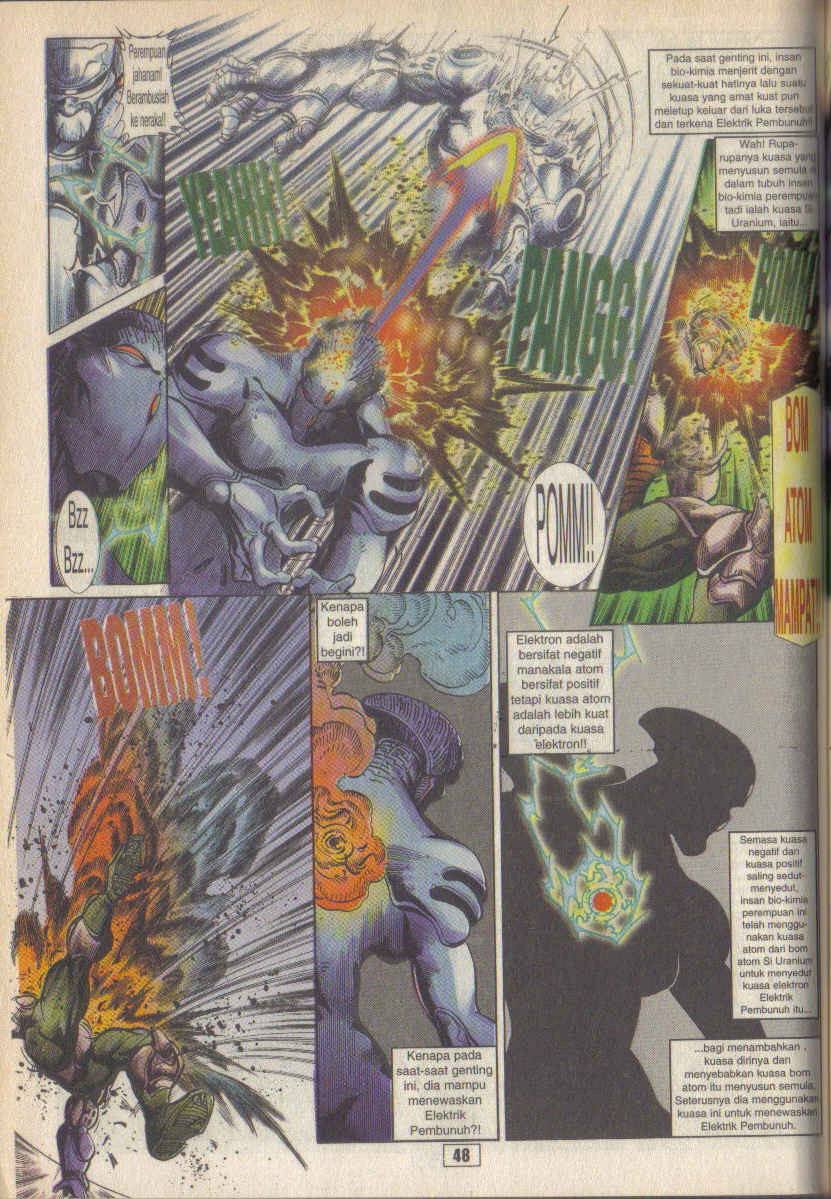 Perempuan
jahanam!
Berambuslah
ke neraka!!
YEAHH!
PANGG!
Pada saat genting ini, insan
bio-kimia menjerit dengan
sekuat-kuat hatinya lalu suatu
kuasa yang amat kuat pun
meletup keluar dari luka tersebut
dan terkena Elektrik Pembunuh!!
Wah! Rupa-
rupanya kuasa yang
menyusun semula
dalam tubuh insan
bio-kimia perempuan
tadi ialah kuasa Si
Uranium, iaitu...
BOMM!
BOM
ATOM
MAMPAT!
Bzz
Bzz...
POMM!!
BOMM!
Kenapa
boleh
jadi
begini?!
Kenapa pada
saat-saat genting
ini, dia mampu
menewaskan
Elektrik
Pembunuh?!
Elektron adalah
bersifat negatif
manakala atom
bersifat positif
tetapi kuasa atom
adalah lebih kuat
daripada kuasa
elektron!!
Semasa kuasa
negatif dan
kuasa positif
saling sedut-
menyedut,
insan bio-kimia
perempuan ini
telah menggu-
nakan kuasa
atom dari bom
atom Si Uranium
untuk menyedut
kuasa elektron
Elektrik
Pembunuh itu...
...bagi menambahkan
kuasa dirinya dan
menyebabkan kuasa bom
atom itu menyusun semula.
Seterusnya dia menggunakan
kuasa ini untuk menewaskan
Elektrik Pembunuh.
48